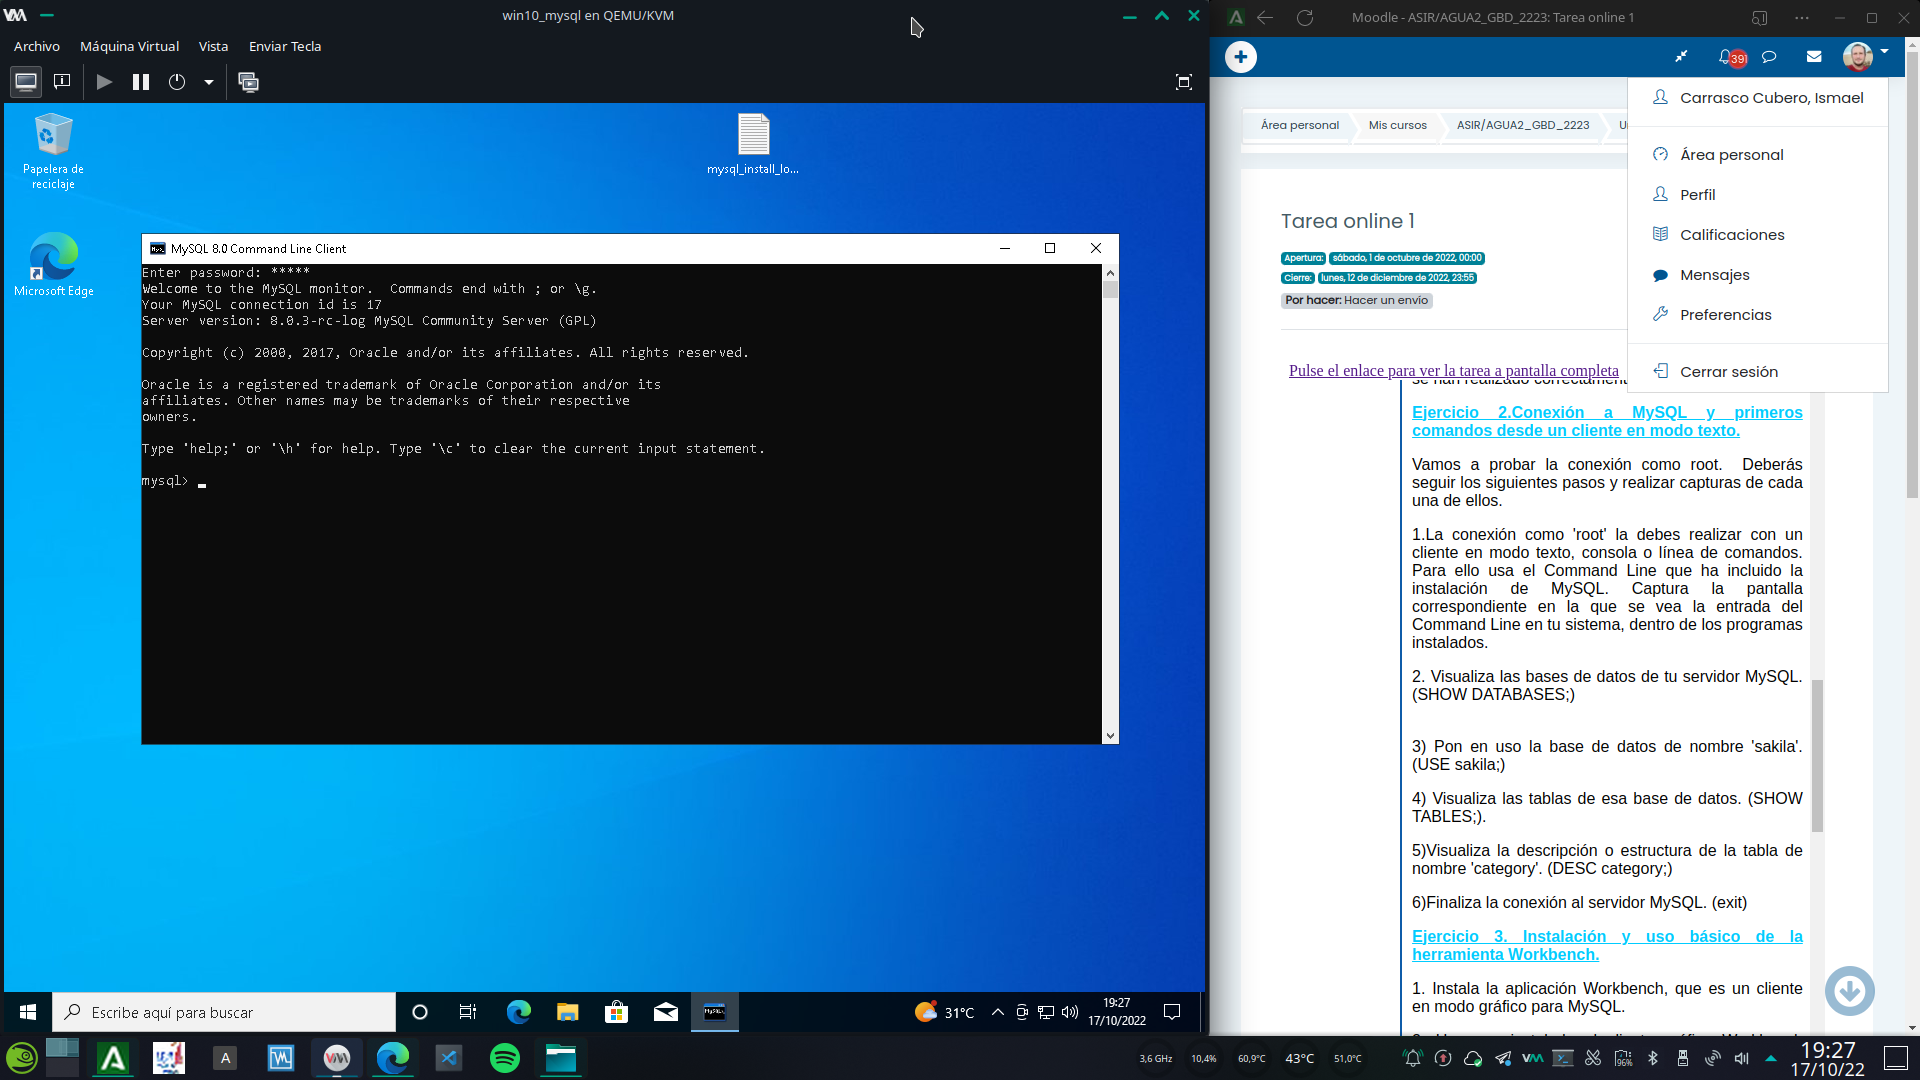 win10_mysql en QEMU/KVM
Archivo Máquina Virtual Vista Enviar Tecla
Papelera de
reciclaje
mysql_install_lo...
Microsoft Edge
MySQL 8.0 Command Line Client
Enter password: *****
Welcome to the MySQL monitor.  Commands end with ; or \g.
Your MySQL connection id is 17
Server version: 8.0.3-rc-log MySQL Community Server (GPL)
Copyright (c) 2000, 2017, Oracle and/or its affiliates. All rights reserved.
Oracle is a registered trademark of Oracle Corporation and/or its
affiliates. Other names may be trademarks of their respective
owners.
Type 'help;' or '\h' for help. Type '\c' to clear the current input statement.
mysql> _
Escribe aquí para buscar
31°C
19:27
17/10/2022
Moodle - ASIR/AGUA2_GBD_2223: Tarea online 1
391
Área personal
Mis cursos
ASIR/AGUA2_GBD_2223
Carrasco Cubero, Ismael
Área personal
Perfil
Calificaciones
Mensajes
Preferencias
Cerrar sesión
Tarea online 1
Apertura: sábado, 1 de octubre de 2022, 00:00
Cierre: lunes, 12 de diciembre de 2022, 23:55
Por hacer: Hacer un envío
Pulse el enlace para ver la tarea a pantalla completa
se han realizado correctament
Ejercicio 2.Conexión a MySQL y primeros
comandos desde un cliente en modo texto.
Vamos a probar la conexión como root.  Deberás
seguir los siguientes pasos y realizar capturas de cada
una de ellos.
1.La conexión como 'root' la debes realizar con un
cliente en modo texto, consola o línea de comandos.
Para ello usa el Command Line que ha incluido la
instalación de MySQL. Captura la pantalla
correspondiente en la que se vea la entrada del
Command Line en tu sistema, dentro de los programas
instalados.
2. Visualiza las bases de datos de tu servidor MySQL.
(SHOW DATABASES;)
3) Pon en uso la base de datos de nombre 'sakila'.
(USE sakila;)
4) Visualiza las tablas de esa base de datos. (SHOW
TABLES;).
5)Visualiza la descripción o estructura de la tabla de
nombre 'category'. (DESC category;)
6)Finaliza la conexión al servidor MySQL. (exit)
Ejercicio 3. Instalación y uso básico de la
herramienta Workbench.
1. Instala la aplicación Workbench, que es un cliente
en modo gráfico para MySQL.
3,6 GHz 10,4% 60,9°C 43°C 51,0°C
96%
19:27
17/10/22